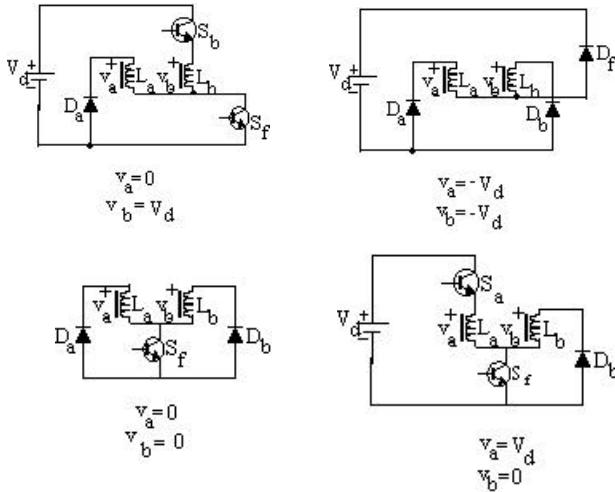 S_b
V_d + −
v_a + L_a v_b + L_b
D_a
S_f
v_a = 0
v_b = V_d
D_f
V_d + −
v_a + L_a v_b + L_b
D_a
D_b
v_a = -V_d
v_b = -V_d
v_a + L_a v_b + L_b
D_a S_f D_b
v_a = 0
v_b = 0
S_a
V_d + −
v_a + L_a v_b + L_b
S_f
D_b
v_a = V_d
v_b = 0